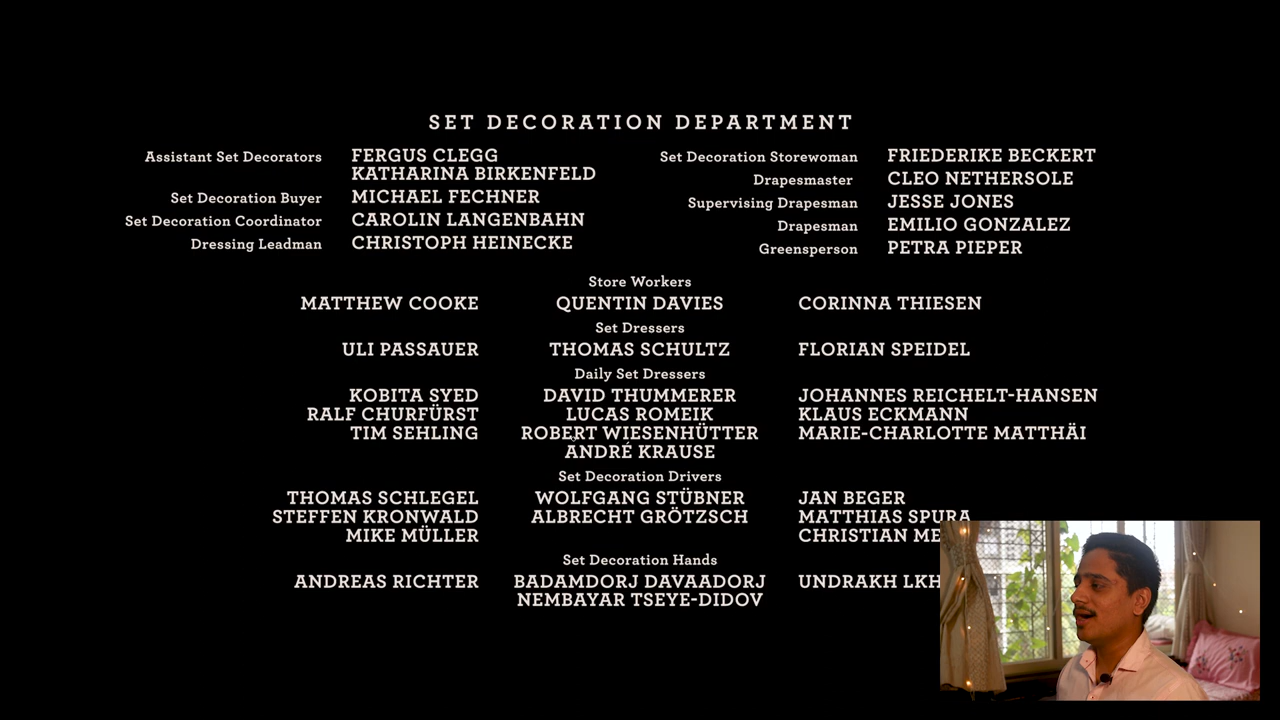 SET DECORATION DEPARTMENT
Assistant Set Decorators FERGUS CLEGG
KATHARINA BIRKENFELD
Set Decoration Buyer MICHAEL FECHNER
Set Decoration Coordinator CAROLIN LANGENBAHN
Dressing Leadman CHRISTOPH HEINECKE
Set Decoration Storewoman FRIEDERIKE BECKERT
Drapesmaster CLEO NETHERSOLE
Supervising Drapesman JESSE JONES
Drapesman EMILIO GONZALEZ
Greensperson PETRA PIEPER
Store Workers
MATTHEW COOKE QUENTIN DAVIES CORINNA THIESEN
Set Dressers
ULI PASSAUER THOMAS SCHULTZ FLORIAN SPEIDEL
Daily Set Dressers
KOBITA SYED DAVID THUMMERER JOHANNES REICHELT-HANSEN
RALF CHURFÜRST LUCAS ROMEIK KLAUS ECKMANN
TIM SEHLING ROBERT WIESENHÜTTER MARIE-CHARLOTTE MATTHÄI
ANDRÉ KRAUSE
Set Decoration Drivers
THOMAS SCHLEGEL WOLFGANG STÜBNER JAN BEGER
STEFFEN KRONWALD ALBRECHT GRÖTZSCH MATTHIAS SPURA
MIKE MÜLLER CHRISTIAN
Set Decoration Hands
ANDREAS RICHTER BADAMDORJ DAVAADORJ UNDRAKH
NEMBAYAR TSEYE-DIDOV